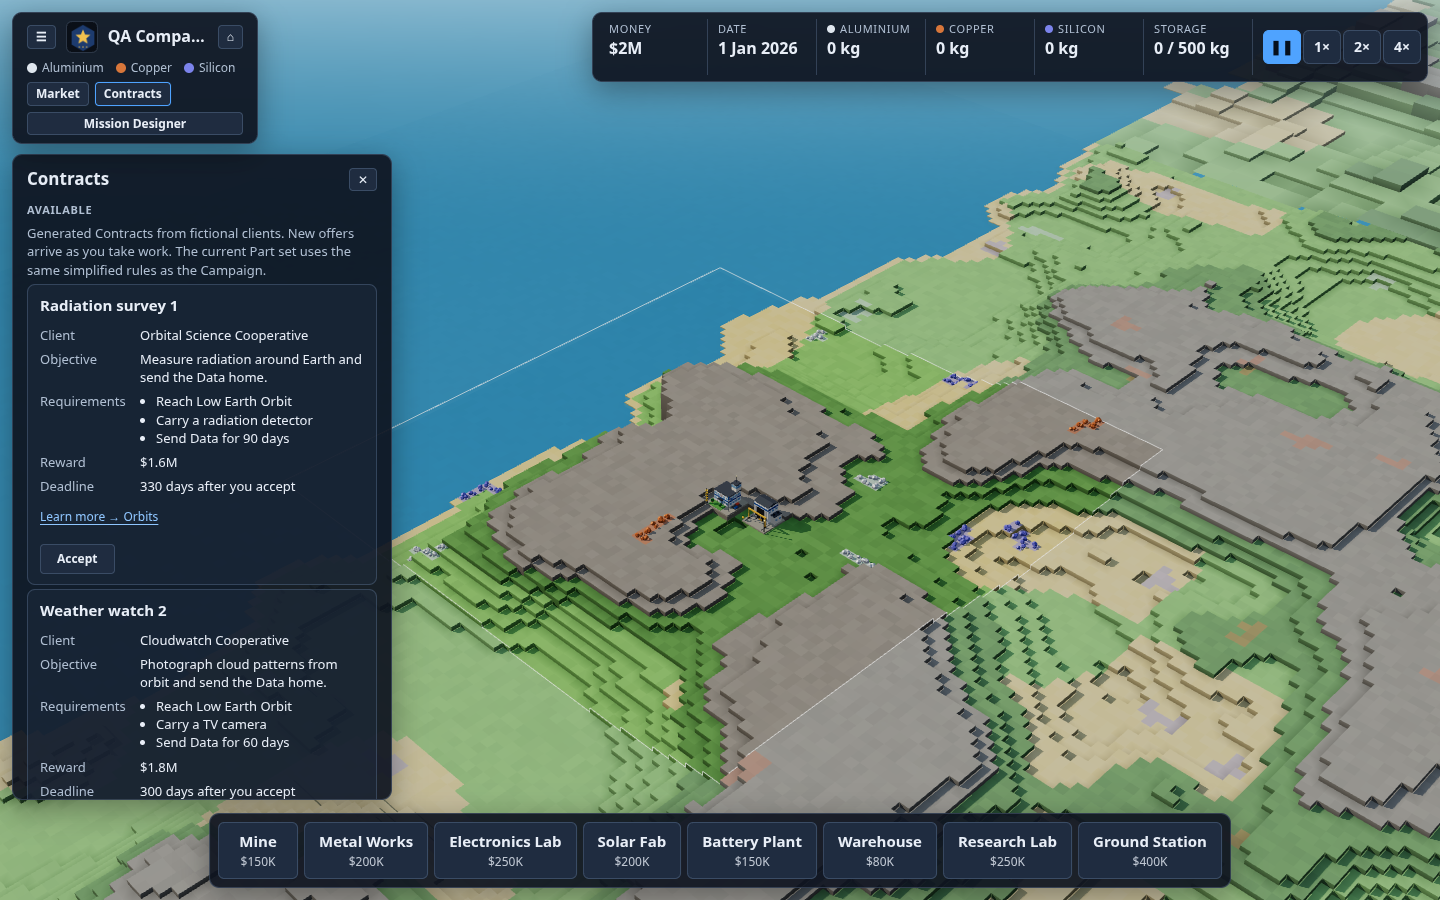 ☰ QA Compa... ⌂
Aluminium Copper Silicon
Market Contracts
Mission Designer
MONEY
$2M
DATE
1 Jan 2026
ALUMINIUM
0 kg
COPPER
0 kg
SILICON
0 kg
STORAGE
0 / 500 kg
❚❚ 1× 2× 4×
Contracts ×
AVAILABLE
Generated Contracts from fictional clients. New offers
arrive as you take work. The current Part set uses the
same simplified rules as the Campaign.
Radiation survey 1
Client Orbital Science Cooperative
Objective Measure radiation around Earth and
send the Data home.
Requirements • Reach Low Earth Orbit
• Carry a radiation detector
• Send Data for 90 days
Reward $1.6M
Deadline 330 days after you accept
Learn more → Orbits
Accept
Weather watch 2
Client Cloudwatch Cooperative
Objective Photograph cloud patterns from
orbit and send the Data home.
Requirements • Reach Low Earth Orbit
• Carry a TV camera
• Send Data for 60 days
Reward $1.8M
Deadline 300 days after you accept
Mine
$150K
Metal Works
$200K
Electronics Lab
$250K
Solar Fab
$200K
Battery Plant
$150K
Warehouse
$80K
Research Lab
$250K
Ground Station
$400K